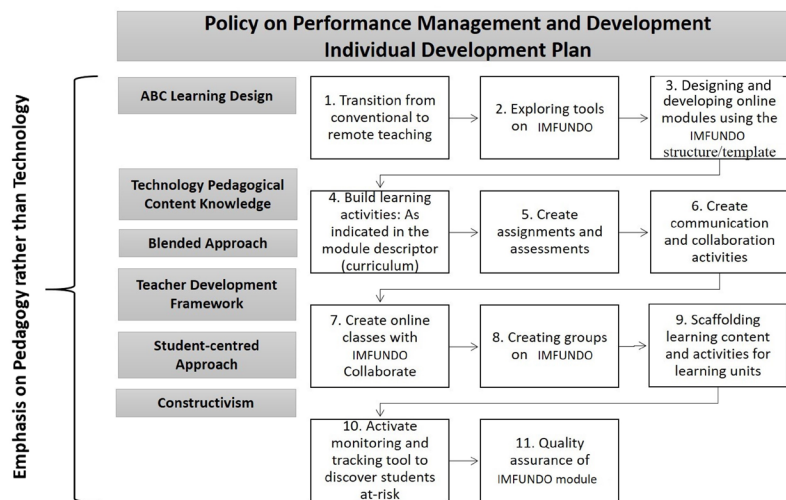 Policy on Performance Management and Development
Individual Development Plan
Emphasis on Pedagogy rather than Technology
ABC Learning Design
Technology Pedagogical
Content Knowledge
Blended Approach
Teacher Development
Framework
Student-centred
Approach
Constructivism
1. Transition from
conventional to
remote teaching
2. Exploring tools
on IMFUNDO
3. Designing and
developing online
modules using the
IMFUNDO
structure/template
4. Build learning
activities: As
indicated in the
module descriptor
(curriculum)
5. Create
assignments and
assessments
6. Create
communication
and collaboration
activities
7. Create online
classes with
IMFUNDO
Collaborate
8. Creating groups
on IMFUNDO
9. Scaffolding
learning content
and activities for
learning units
10. Activate
monitoring and
tracking tool to
discover students
at-risk
11. Quality
assurance of
IMFUNDO module